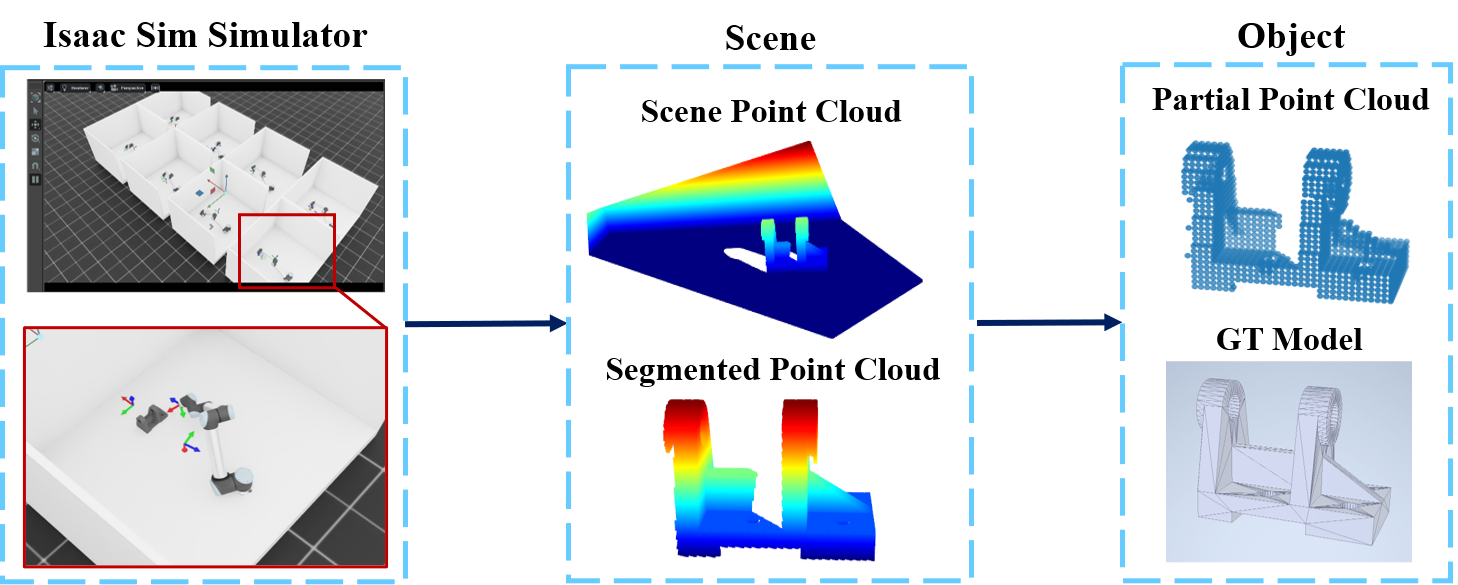 Isaac Sim Simulator
Scene
Object
Perspective
Scene Point Cloud
Segmented Point Cloud
Partial Point Cloud
GT Model